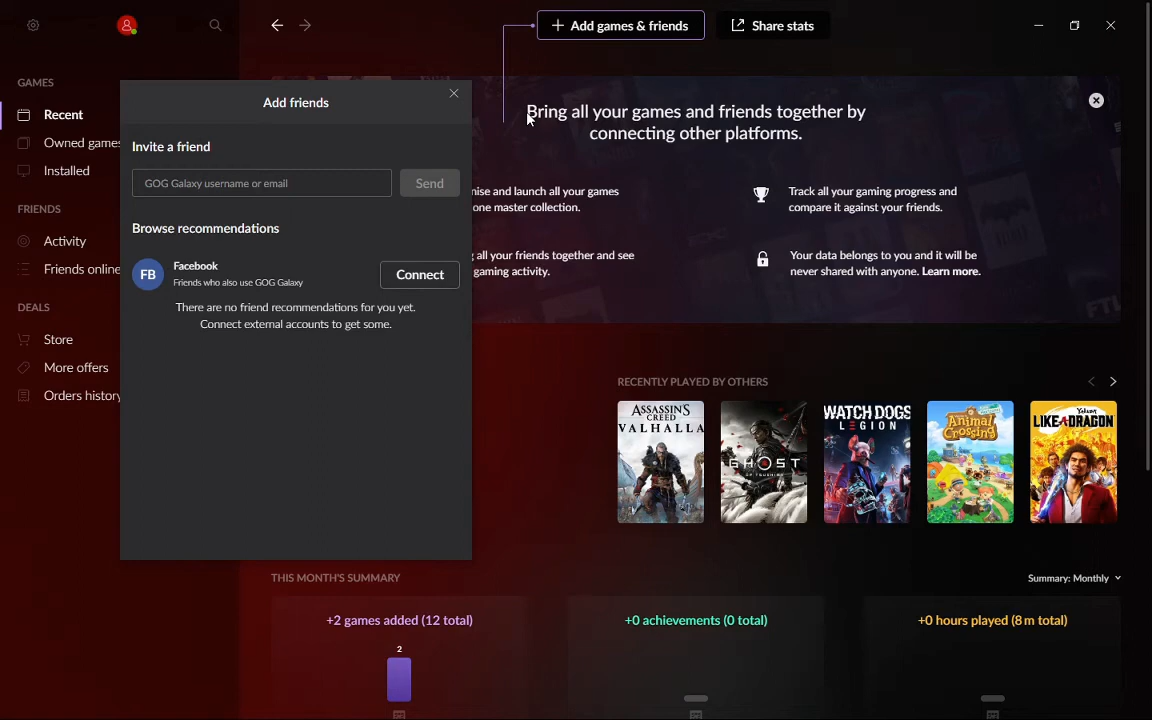 + Add games & friends
Share stats
GAMES
Recent
Owned games
Installed
FRIENDS
Activity
Friends online
DEALS
Store
More offers
Orders history
Add friends
Invite a friend
GOG Galaxy username or email
Send
Browse recommendations
FB
Facebook
Friends who also use GOG Galaxy
Connect
There are no friend recommendations for you yet.
Connect external accounts to get some.
Bring all your games and friends together by
connecting other platforms.
nise and launch all your games
one master collection.
Track all your gaming progress and
compare it against your friends.
all your friends together and see
gaming activity.
Your data belongs to you and it will be
never shared with anyone. Learn more.
RECENTLY PLAYED BY OTHERS
ASSASSIN'S
CREED
VALHALLA
GHOST
OF TSUSHIMA
WATCH DOGS
LEGION
Animal
Crossing
Yakuza
LIKE A DRAGON
THIS MONTH'S SUMMARY
Summary: Monthly
+2 games added (12 total)
2
+0 achievements (0 total)
+0 hours played (8 m total)